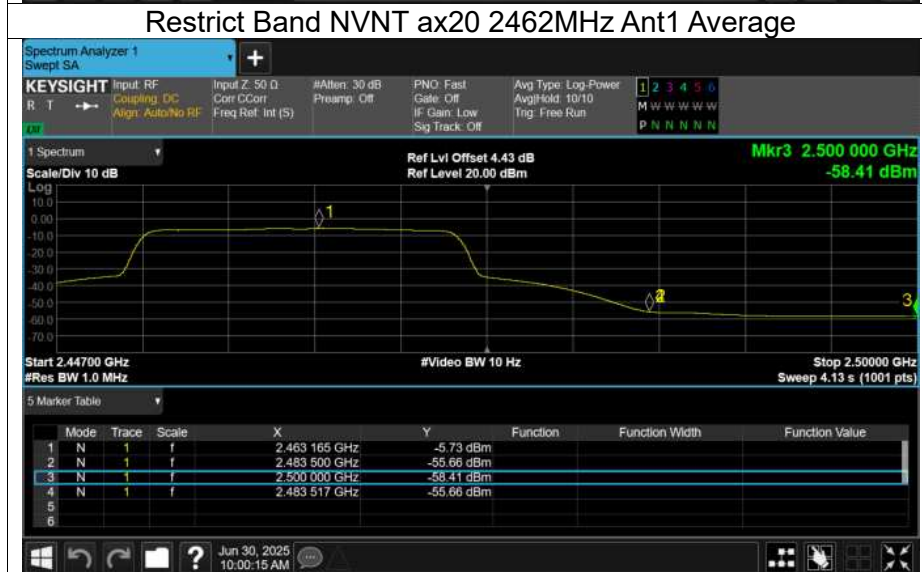 Restrict Band NVNT ax20 2462MHz Ant1 Average
Spectrum Analyzer 1
Swept SA
+
KEYSIGHT Input: RF Input Z: 50 Ω #Atten: 30 dB PNO: Fast Avg Type: Log-Power 1 2 3 4 5 6
R T Coupling: DC Corr CCorr Preamp: Off Gate: Off Avg|Hold: 10/10 M W W W W W
Align: Auto/No RF Freq Ref: Int (S) IF Gain: Low Trig: Free Run
Sig Track: Off P N N N N N
1 Spectrum Ref Lvl Offset 4.43 dB Mkr3 2.500 000 GHz
Scale/Div 10 dB Ref Level 20.00 dBm -58.41 dBm
Log
10.0
0.00 1
-10.0
-20.0
-30.0
-40.0
-50.0 3
-60.0
-70.0
Start 2.44700 GHz #Video BW 10 Hz Stop 2.50000 GHz
#Res BW 1.0 MHz Sweep 4.13 s (1001 pts)
5 Marker Table
Mode Trace Scale X Y Function Function Width Function Value
1 N 1 f 2.463 165 GHz -5.73 dBm
2 N 1 f 2.483 500 GHz -55.66 dBm
3 N 1 f 2.500 000 GHz -58.41 dBm
4 N 1 f 2.483 517 GHz -55.66 dBm
5
6
? Jun 30, 2025
10:00:15 AM